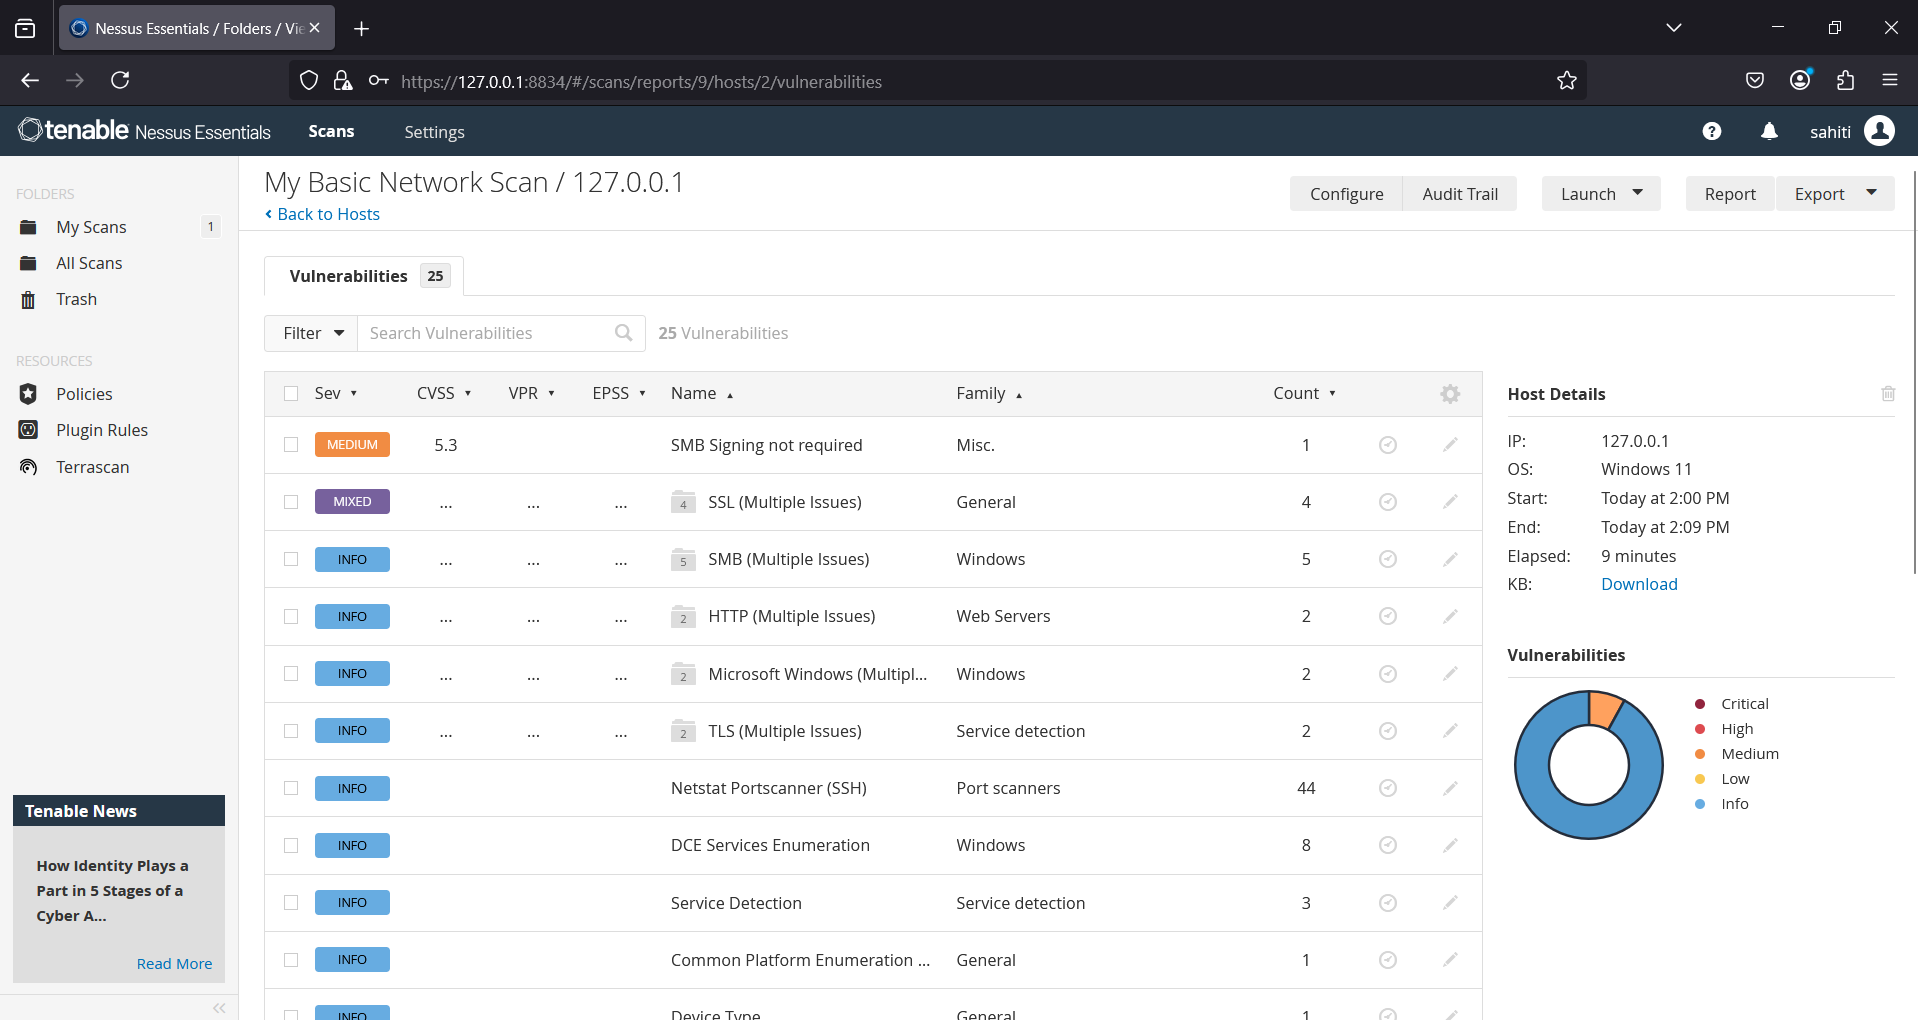 Nessus Essentials / Folders / Vie
https://127.0.0.1:8834/#/scans/reports/9/hosts/2/vulnerabilities
tenable Nessus Essentials
Scans
Settings
sahiti
FOLDERS
My Scans 1
All Scans
Trash
RESOURCES
Policies
Plugin Rules
Terrascan
Tenable News
How Identity Plays a
Part in 5 Stages of a
Cyber A...
Read More
My Basic Network Scan / 127.0.0.1
Back to Hosts
Configure
Audit Trail
Launch
Report
Export
Vulnerabilities 25
Filter
Search Vulnerabilities
25 Vulnerabilities
Sev CVSS VPR EPSS Name Family Count
MEDIUM 5.3 SMB Signing not required Misc. 1
MIXED ... ... ... 4 SSL (Multiple Issues) General 4
INFO ... ... ... 5 SMB (Multiple Issues) Windows 5
INFO ... ... ... 2 HTTP (Multiple Issues) Web Servers 2
INFO ... ... ... 2 Microsoft Windows (Multipl... Windows 2
INFO ... ... ... 2 TLS (Multiple Issues) Service detection 2
INFO Netstat Portscanner (SSH) Port scanners 44
INFO DCE Services Enumeration Windows 8
INFO Service Detection Service detection 3
INFO Common Platform Enumeration ... General 1
INFO Device Type General 1
Host Details
IP: 127.0.0.1
OS: Windows 11
Start: Today at 2:00 PM
End: Today at 2:09 PM
Elapsed: 9 minutes
KB: Download
Vulnerabilities
Critical
High
Medium
Low
Info